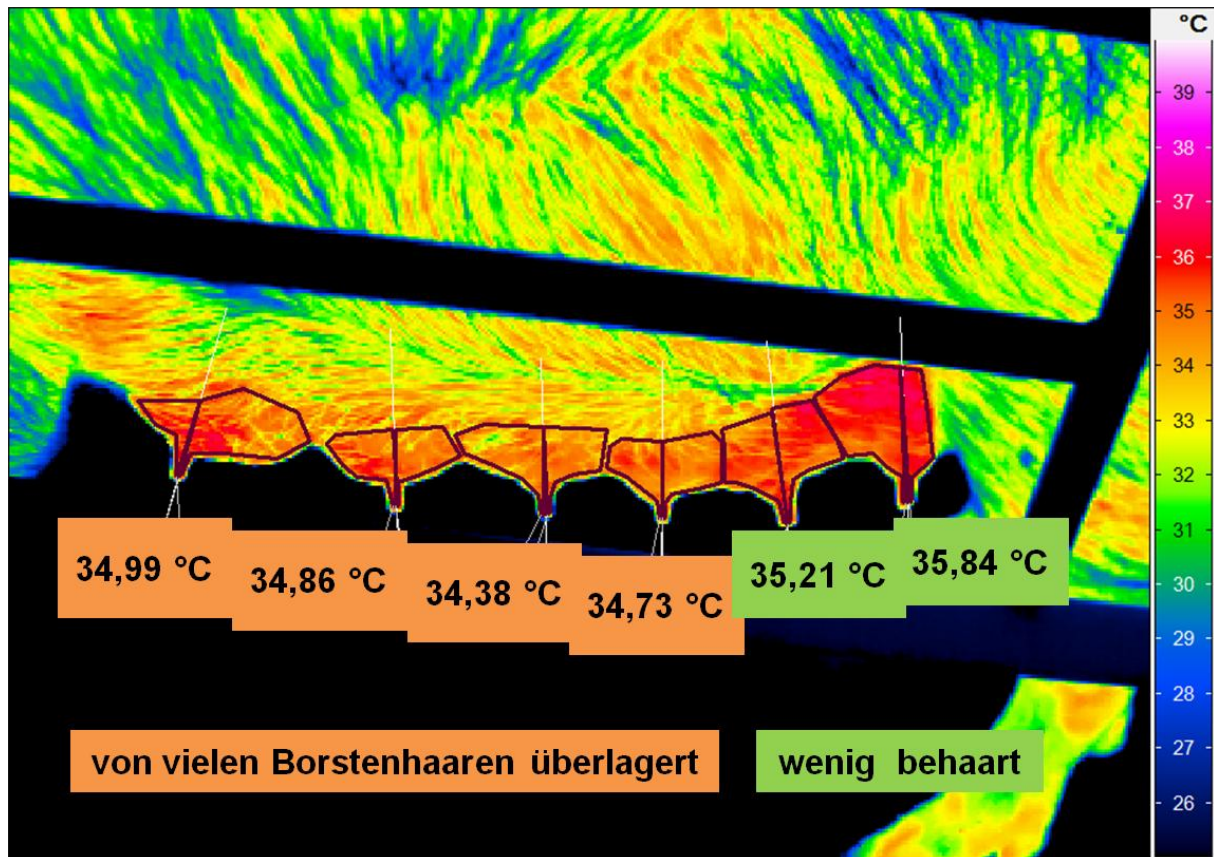 °C
39
38
37
36
35
34
33
32
31
30
29
28
27
26
34,99 °C
34,86 °C
34,38 °C
34,73 °C
35,21 °C
35,84 °C
von vielen Borstenhaaren überlagert
wenig behaart